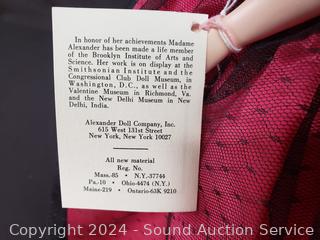 In honor of her achievements Madame
Alexander has been made a life member
of the Brooklyn Institute of Arts and
Science. Her work is on display at the
Smithsonian Institute and the
Congressional Club Doll Museum, in
Washington, D.C., as well as the
Valentine Museum in Richmond, Va.
and the New Delhi Museum in New
Delhi, India.
Alexander Doll Company, Inc.
615 West 131st Street
New York, New York 10027
All new material
Reg. No.
Mass.-85 • N.Y.-37744
Pa.-10 • Ohio-4474 (N.Y.)
Maine-219 • Ontario-63K 9210
Copyright 2024 - Sound Auction Service